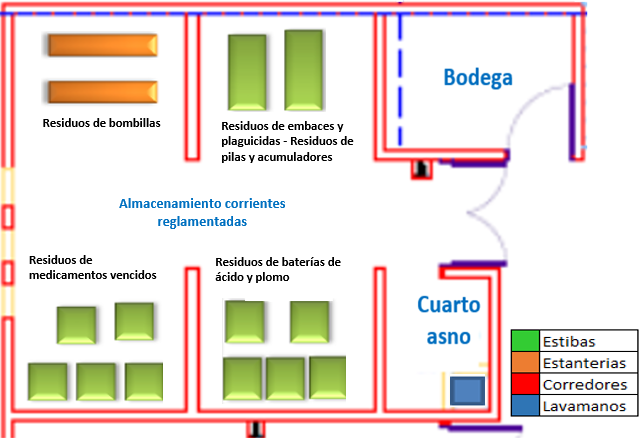 Residuos de bombillas
Residuos de embaces y
plaguicidas - Residuos de
pilas y acumuladores
Bodega
Almacenamiento corrientes
reglamentadas
Residuos de
medicamentos vencidos
Residuos de baterías de
ácido y plomo
Cuarto
asno
Estibas
Estanterias
Corredores
Lavamanos